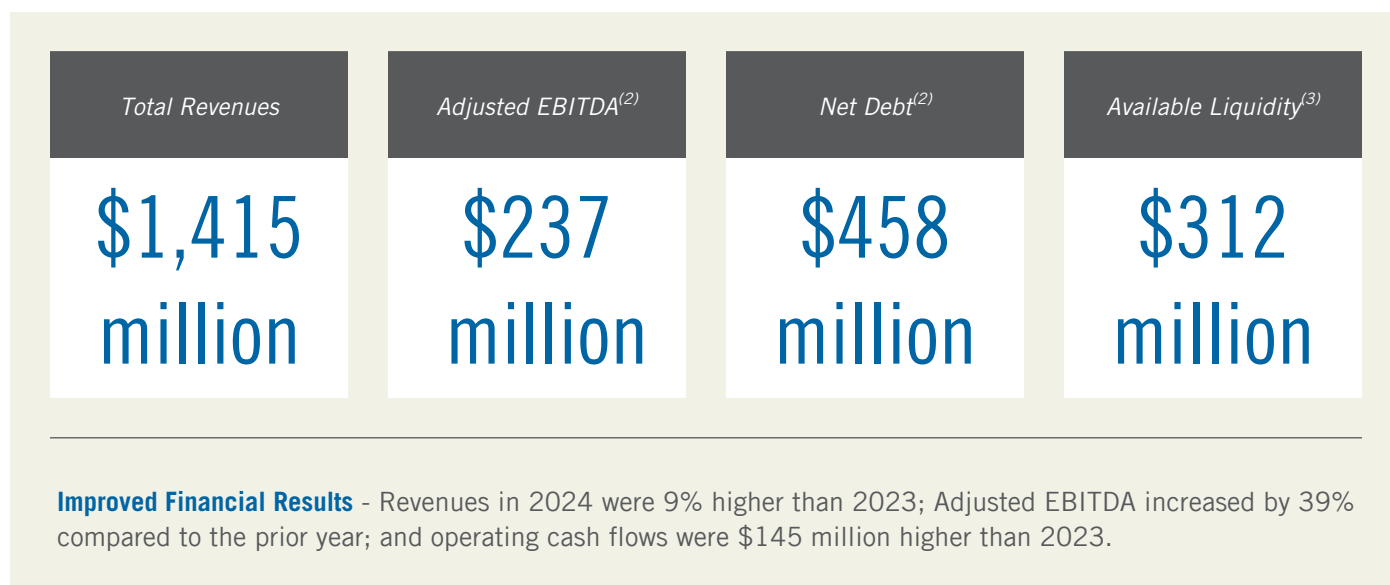 Total Revenues
$1,415
million
Adjusted EBITDA(2)
$237
million
Net Debt(2)
$458
million
Available Liquidity(3)
$312
million
Improved Financial Results - Revenues in 2024 were 9% higher than 2023; Adjusted EBITDA increased by 39%
compared to the prior year; and operating cash flows were $145 million higher than 2023.